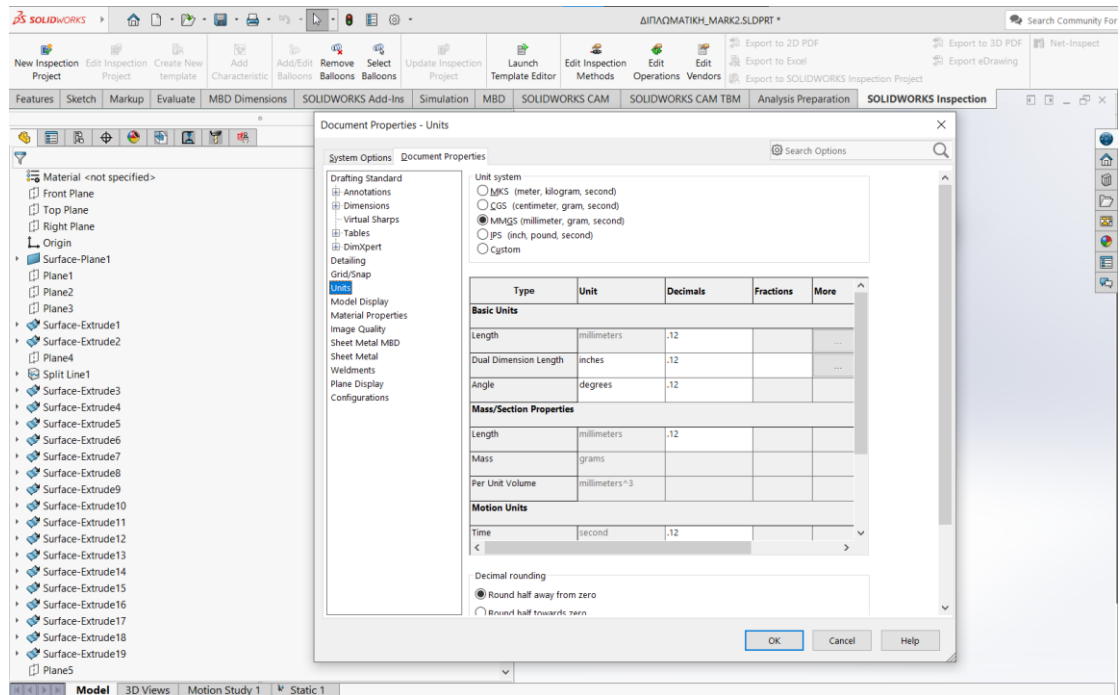 SOLIDWORKS
ΔΙΠΛΩΜΑΤΙΚΗ_MARK2.SLDPRT *
Search Community For
New Inspection Project
Edit Inspection Project
Create New template
Add Characteristic
Add/Edit Balloons
Remove Balloons
Select Balloons
Update Inspection Project
Launch Template Editor
Edit Inspection Methods
Edit Operations
Edit Vendors
Export to 2D PDF
Export to Excel
Export to SOLIDWORKS Inspection Project
Export to 3D PDF
Export eDrawing
Net-Inspect
Features Sketch Markup Evaluate MBD Dimensions SOLIDWORKS Add-Ins Simulation MBD SOLIDWORKS CAM SOLIDWORKS CAM TBM Analysis Preparation SOLIDWORKS Inspection
Material <not specified>
Front Plane
Top Plane
Right Plane
Origin
Surface-Plane1
Plane1
Plane2
Plane3
Surface-Extrude1
Surface-Extrude2
Plane4
Split Line1
Surface-Extrude3
Surface-Extrude4
Surface-Extrude5
Surface-Extrude6
Surface-Extrude7
Surface-Extrude8
Surface-Extrude9
Surface-Extrude10
Surface-Extrude11
Surface-Extrude12
Surface-Extrude13
Surface-Extrude14
Surface-Extrude15
Surface-Extrude16
Surface-Extrude17
Surface-Extrude18
Surface-Extrude19
Plane5
Document Properties - Units
System Options Document Properties
Search Options
Drafting Standard
Annotations
Dimensions
Virtual Sharps
Tables
DimXpert
Detailing
Grid/Snap
Units
Model Display
Material Properties
Image Quality
Sheet Metal MBD
Sheet Metal
Weldments
Plane Display
Configurations
Unit system
MKS (meter, kilogram, second)
CGS (centimeter, gram, second)
MMGS (millimeter, gram, second)
IPS (inch, pound, second)
Custom
Type Unit Decimals Fractions More
Basic Units
Length millimeters .12 ...
Dual Dimension Length inches .12 ...
Angle degrees .12
Mass/Section Properties
Length millimeters .12
Mass grams
Per Unit Volume millimeters^3
Motion Units
Time second .12
Decimal rounding
Round half away from zero
Round half towards zero
OK Cancel Help
Model 3D Views Motion Study 1 Static 1